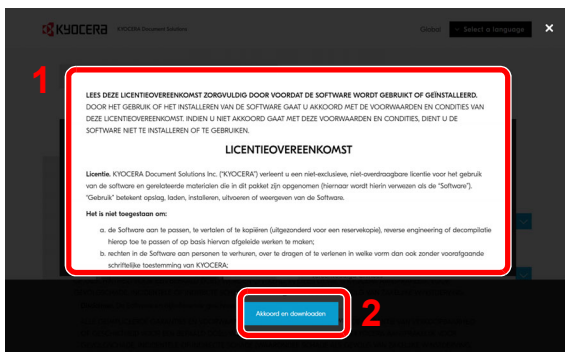 KYOCERA KYOCERA Document Solutions Global Select a language ×
1
LEES DEZE LICENTIEOVEREENKOMST ZORGVULDIG DOOR VOORDAT DE SOFTWARE WORDT GEBRUIKT OF GEÏNSTALLEERD.
DOOR HET GEBRUIK OF HET INSTALLEREN VAN DE SOFTWARE GAAT U AKKOORD MET DE VOORWAARDEN EN CONDITIES VAN
DEZE LICENTIEOVEREENKOMST. INDIEN U NIET AKKOORD GAAT MET DEZE VOORWAARDEN EN CONDITIES, DIENT U DE
SOFTWARE NIET TE INSTALLEREN OF TE GEBRUIKEN.
LICENTIEOVEREENKOMST
Licentie. KYOCERA Document Solutions Inc. ("KYOCERA") verleent u een niet-exclusieve, niet-overdraagbare licentie voor het gebruik
van de software en gerelateerde materialen die in dit pakket zijn opgenomen (hiernaar wordt hierin verwezen als de "Software").
"Gebruik" betekent opslag, laden, installeren, uitvoeren of weergeven van de Software.
Het is niet toegestaan om:
a. de Software aan te passen, te vertalen of te kopiëren (uitgezonderd voor een reservekopie), reverse engineering of decompilatie
hierop toe te passen of op basis hiervan afgeleide werken te maken;
b. rechten in de Software aan personen te verhuren, over te dragen of te verlenen in welke vorm dan ook zonder voorafgaande
schriftelijke toestemming van KYOCERA;
Akkoord en downloaden
2